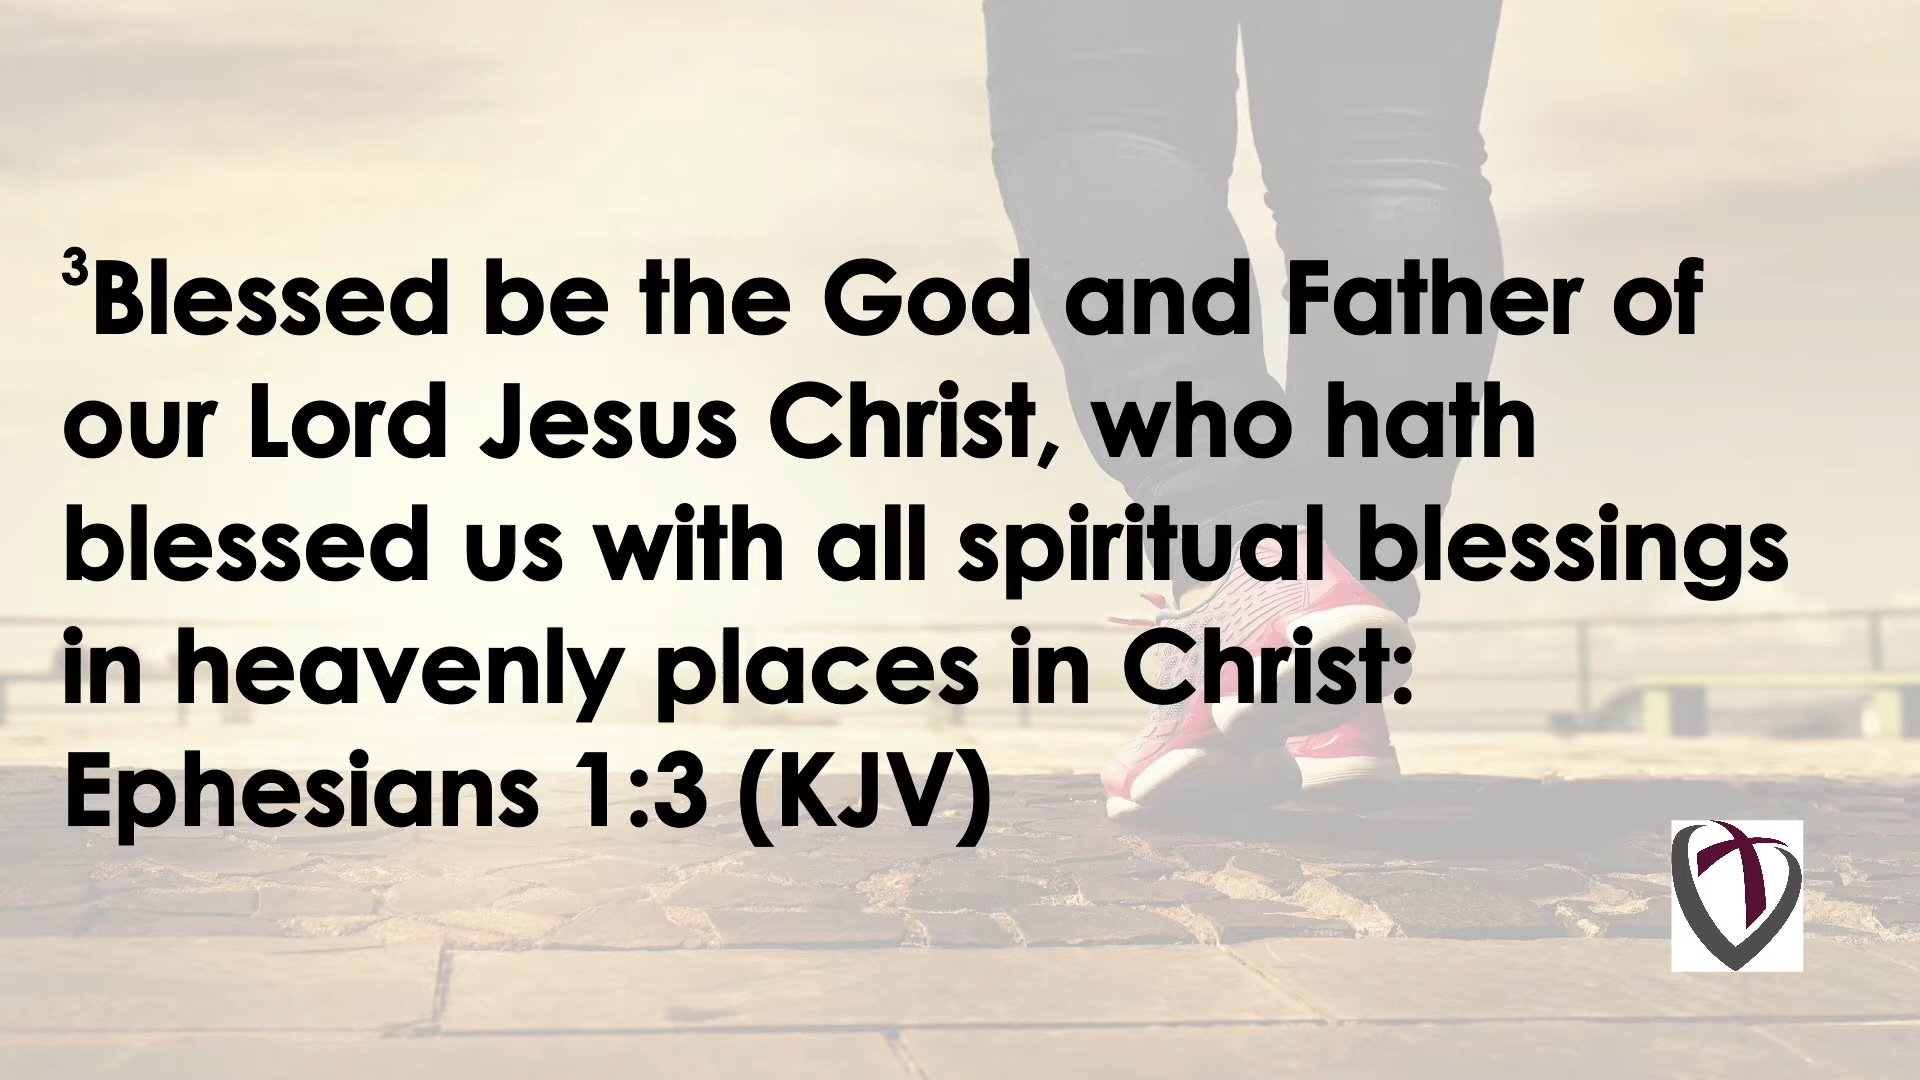 ³Blessed be the God and Father of
our Lord Jesus Christ, who hath
blessed us with all spiritual blessings
in heavenly places in Christ:
Ephesians 1:3 (KJV)